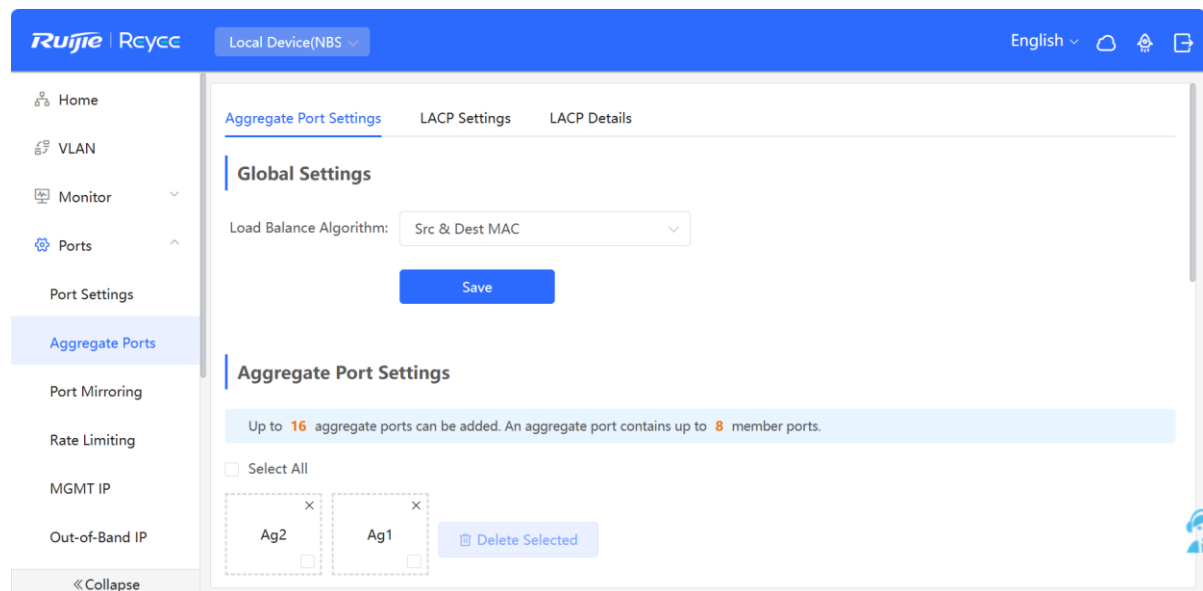 Ruijie | Rcycc
Local Device(NBS
English
Home
VLAN
Monitor
Ports
Port Settings
Aggregate Ports
Port Mirroring
Rate Limiting
MGMT IP
Out-of-Band IP
Collapse
Aggregate Port Settings LACP Settings LACP Details
Global Settings
Load Balance Algorithm: Src & Dest MAC
Save
Aggregate Port Settings
Up to 16 aggregate ports can be added. An aggregate port contains up to 8 member ports.
Select All
Ag2 Ag1 Delete Selected